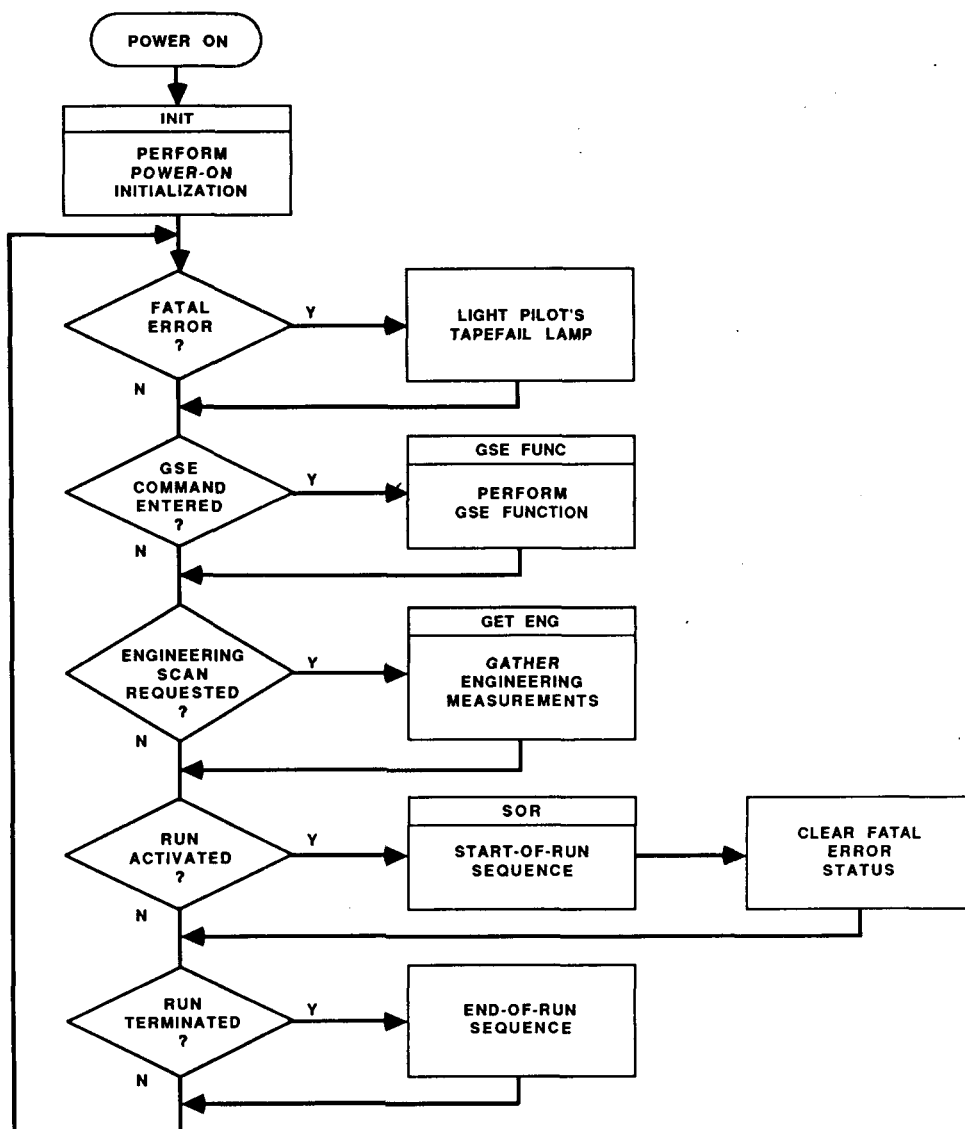 POWER ON
INIT
PERFORM
POWER-ON
INITIALIZATION
FATAL
ERROR
?
Y
N
LIGHT PILOT'S
TAPEFAIL LAMP
GSE
COMMAND
ENTERED
?
Y
N
GSE FUNC
PERFORM
GSE FUNCTION
ENGINEERING
SCAN
REQUESTED
?
Y
N
GET ENG
GATHER
ENGINEERING
MEASUREMENTS
RUN
ACTIVATED
?
Y
N
SOR
START-OF-RUN
SEQUENCE
CLEAR FATAL
ERROR
STATUS
RUN
TERMINATED
?
Y
N
END-OF-RUN
SEQUENCE